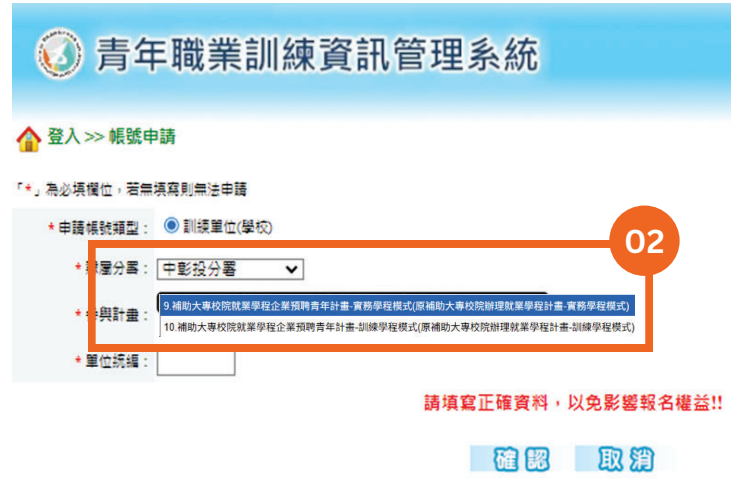 青年職業訓練資訊管理系統
登入 >> 帳號申請
「*」為必填欄位，若無填寫則無法申請
* 申請帳號類型： 訓練單位(學校)
02
* 隸屬分署： 中彰投分署
9.補助大專校院就業學程企業預聘青年計畫-實務學程模式(原補助大專校院辦理就業學程計畫-實務學程模式)
* 參與計畫：
10.補助大專校院就業學程企業預聘青年計畫-訓練學程模式(原補助大專校院辦理就業學程計畫-訓練學程模式)
* 單位統編：
請填寫正確資料，以免影響報名權益!!
確認 取消